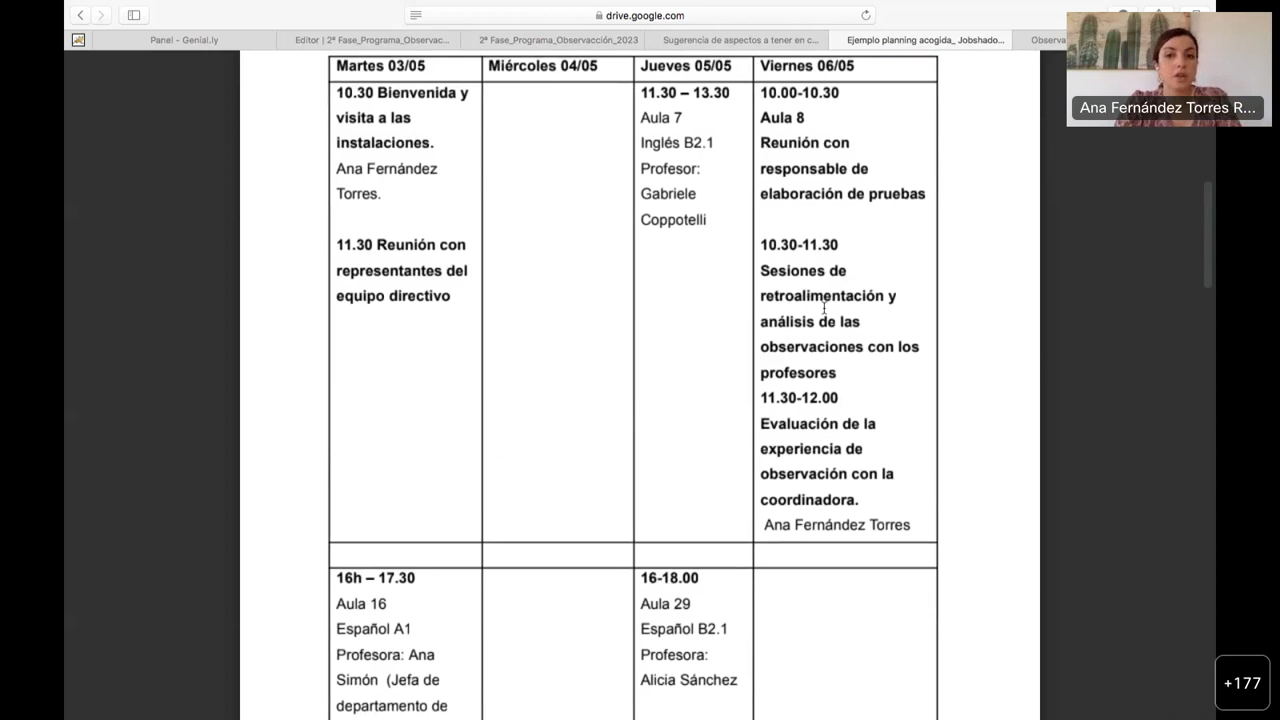 drive.google.com
Panel - Genial.ly
Editor | 2ª Fase_Programa_Observac...
2ª Fase_Programa_Observacción_2023
Sugerencia de aspectos a tener en c...
Ejemplo planning acogida_ Jobshado...
Observa
Ana Fernández Torres R...
Martes 03/05
Miércoles 04/05
Jueves 05/05
Viernes 06/05
10.30 Bienvenida y
visita a las
instalaciones.
Ana Fernández
Torres.
11.30 Reunión con
representantes del
equipo directivo
11.30 – 13.30
Aula 7
Inglés B2.1
Profesor:
Gabriele
Coppotelli
10.00-10.30
Aula 8
Reunión con
responsable de
elaboración de pruebas
10.30-11.30
Sesiones de
retroalimentación y
análisis de las
observaciones con los
profesores
11.30-12.00
Evaluación de la
experiencia de
observación con la
coordinadora.
Ana Fernández Torres
16h – 17.30
Aula 16
Español A1
Profesora: Ana
Simón (Jefa de
departamento de
16-18.00
Aula 29
Español B2.1
Profesora:
Alicia Sánchez
+177